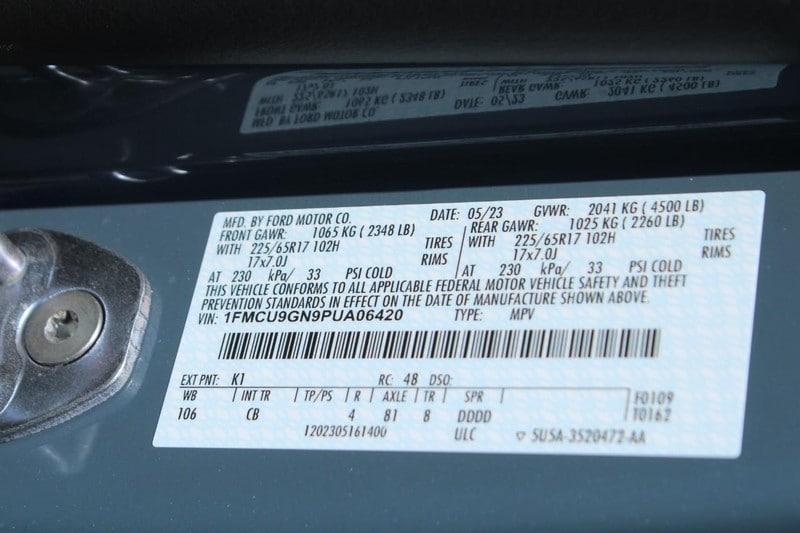 MFD. BY FORD MOTOR CO. DATE: 05/23 GVWR: 2041 KG ( 4500 LB)
FRONT GAWR: 1065 KG ( 2348 LB) REAR GAWR: 1025 KG ( 2260 LB)
WITH 225/65R17 102H TIRES WITH 225/65R17 102H TIRES
17x7.0J RIMS 17x7.0J RIMS
AT 230 kPa/ 33 PSI COLD AT 230 kPa/ 33 PSI COLD
THIS VEHICLE CONFORMS TO ALL APPLICABLE FEDERAL MOTOR VEHICLE SAFETY AND THEFT
PREVENTION STANDARDS IN EFFECT ON THE DATE OF MANUFACTURE SHOWN ABOVE.
VIN: 1FMCU9GN9PUA06420 TYPE: MPV
EXT PNT: K1 RC: 48 DSO:
WB INT TR TP/PS R AXLE TR SPR F0109
106 CB 4 81 8 DDDD T0162
1202305161400 ULC ▽ 5U5A-3520472-AA